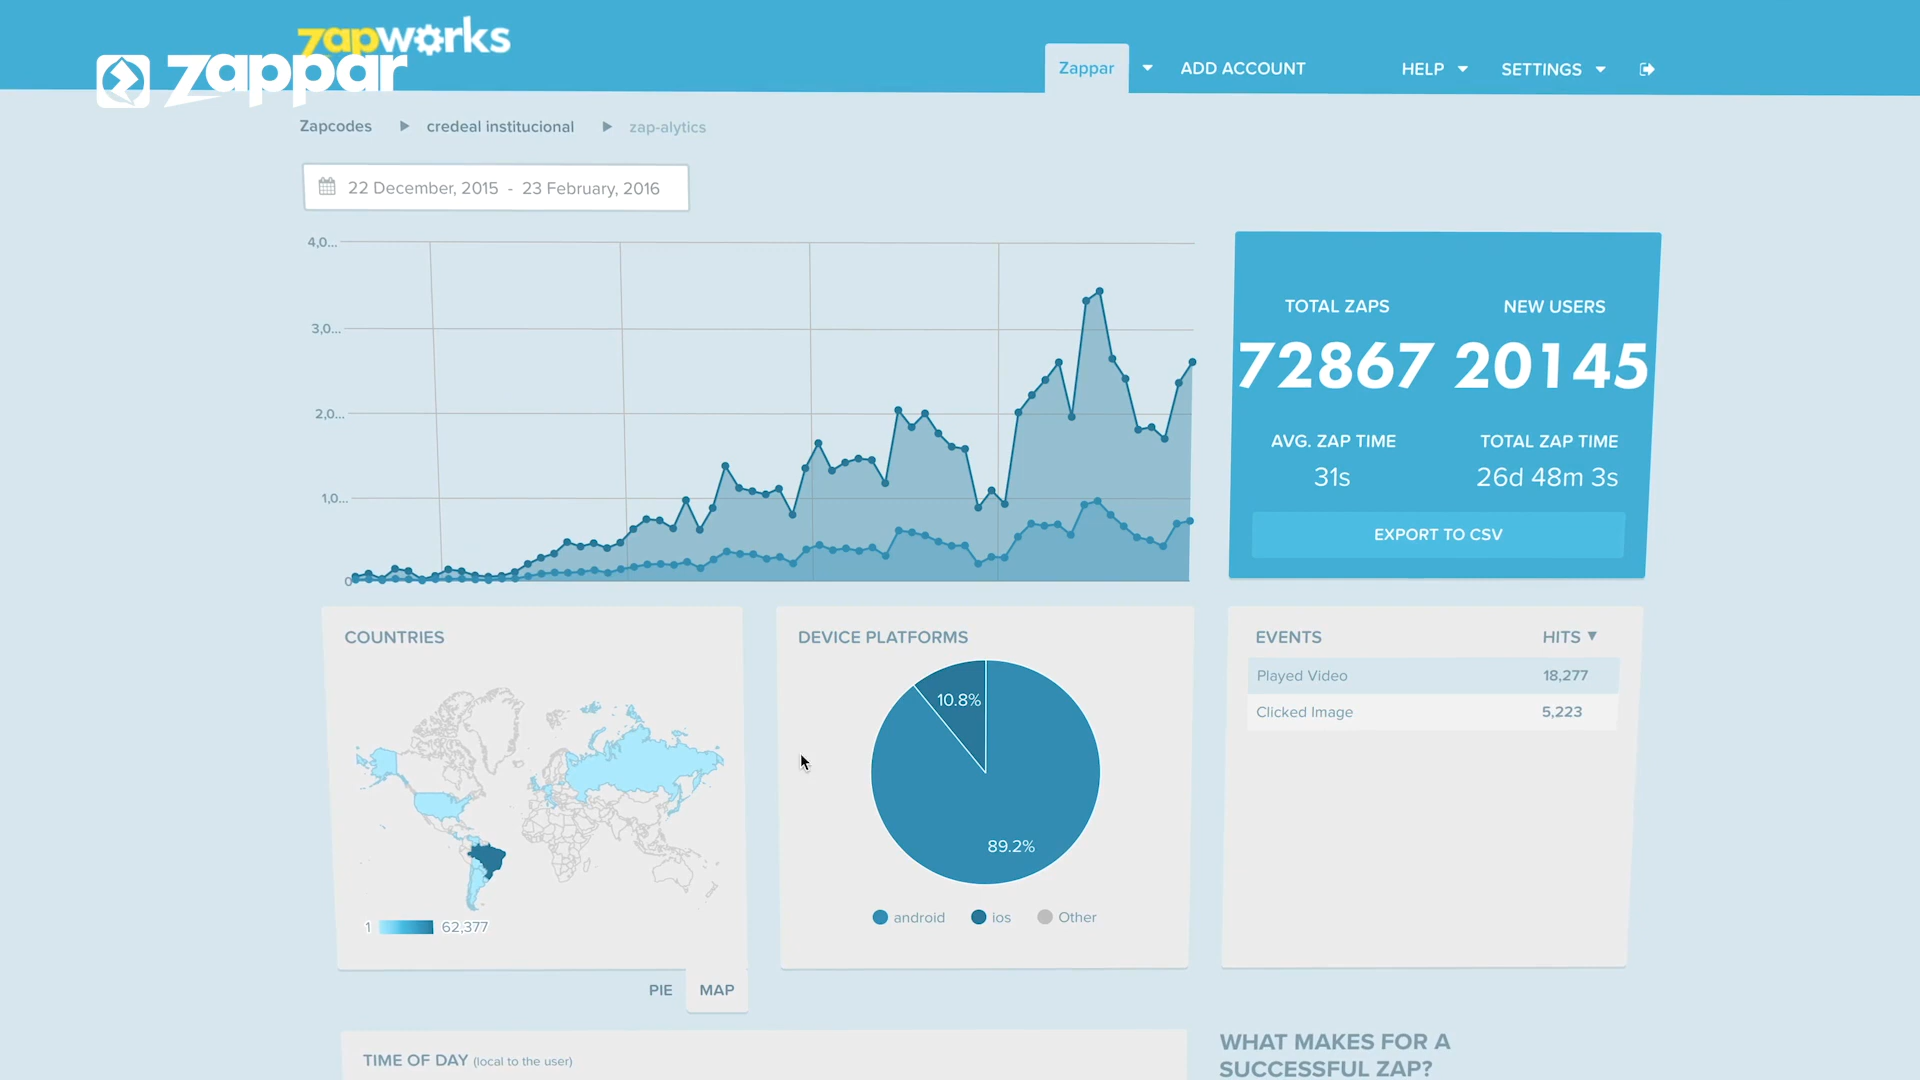 zapworks
zappar
Zappar
ADD ACCOUNT
HELP
SETTINGS
Zapcodes
credeal institucional
zap-alytics
22 December, 2015 - 23 February, 2016
4,0...
3,0...
2,0...
1,0...
0
TOTAL ZAPS
NEW USERS
72867
20145
AVG. ZAP TIME
TOTAL ZAP TIME
31s
26d 48m 3s
EXPORT TO CSV
COUNTRIES
1
62,377
PIE
MAP
DEVICE PLATFORMS
10.8%
89.2%
android
ios
Other
EVENTS
HITS ▼
Played Video
18,277
Clicked Image
5,223
TIME OF DAY (local to the user)
WHAT MAKES FOR A
SUCCESSFUL ZAP?